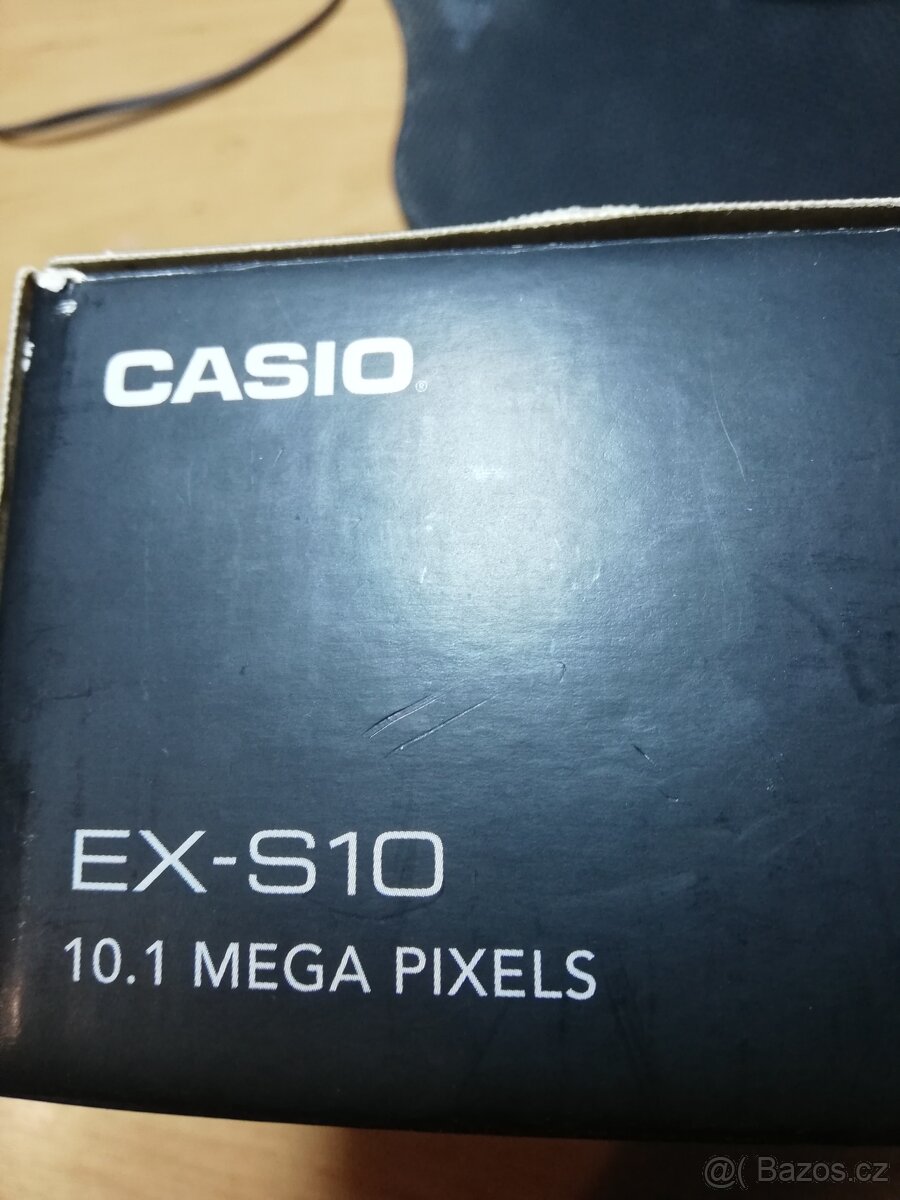 CASIO®
EX-S10
10.1 MEGA PIXELS
@( Bazos.cz